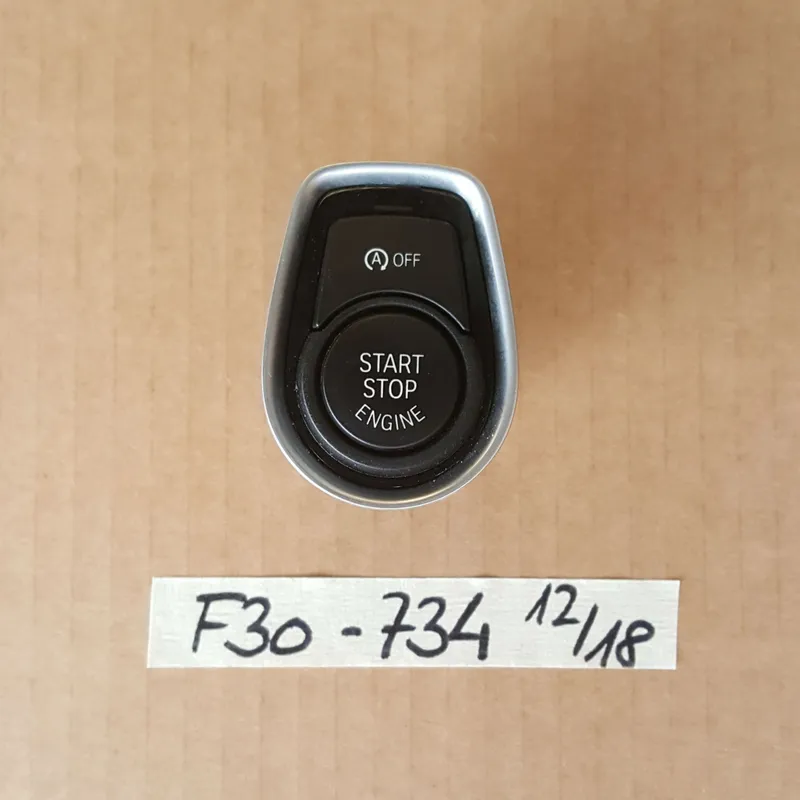 A OFF
START
STOP
ENGINE
F30 - 734 12/18